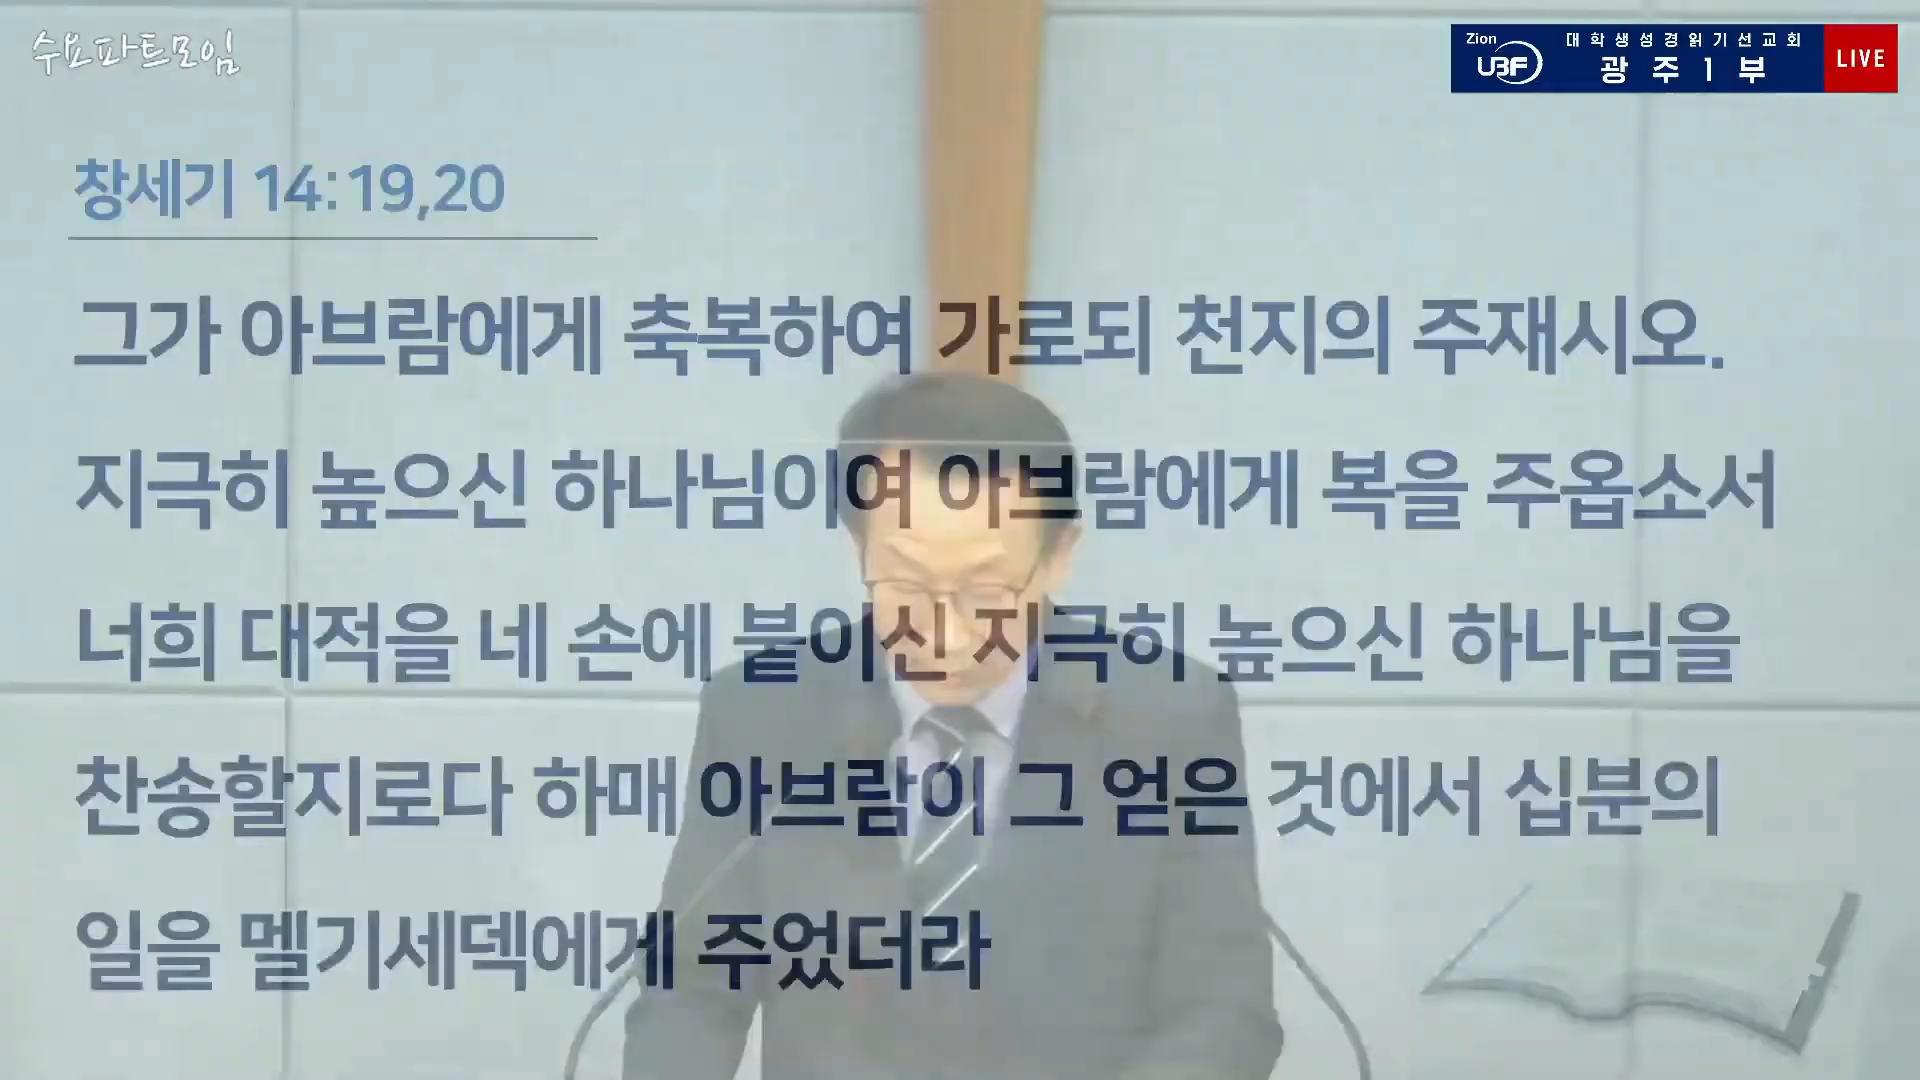 수요파트모임
Zion
UBF
대학생성경읽기선교회
광주1부
LIVE
창세기 14:19,20
그가 아브람에게 축복하여 가로되 천지의 주재시오.
지극히 높으신 하나님이여 아브람에게 복을 주옵소서
너희 대적을 네 손에 붙이신 지극히 높으신 하나님을
찬송할지로다 하매 아브람이 그 얻은 것에서 십분의
일을 멜기세덱에게 주었더라